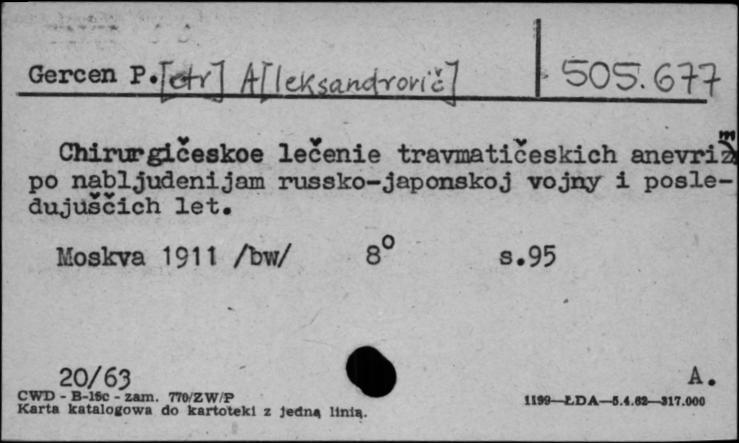 Gercen P.[etr] A[leksandrovič] 505.677
Chirurgičeskoe lečenie travmatičeskich anevrizm
po nabljudenijam russko-japonskoj vojny i posle-
dujuščich let.
Moskva 1911 /bw/ 8° s.95
20/63 A.
CWD - B-16c - zam. 770/ZW/P 1199—ŁDA—5.4.62—317.000
Karta katalogowa do kartoteki z jedną linią.